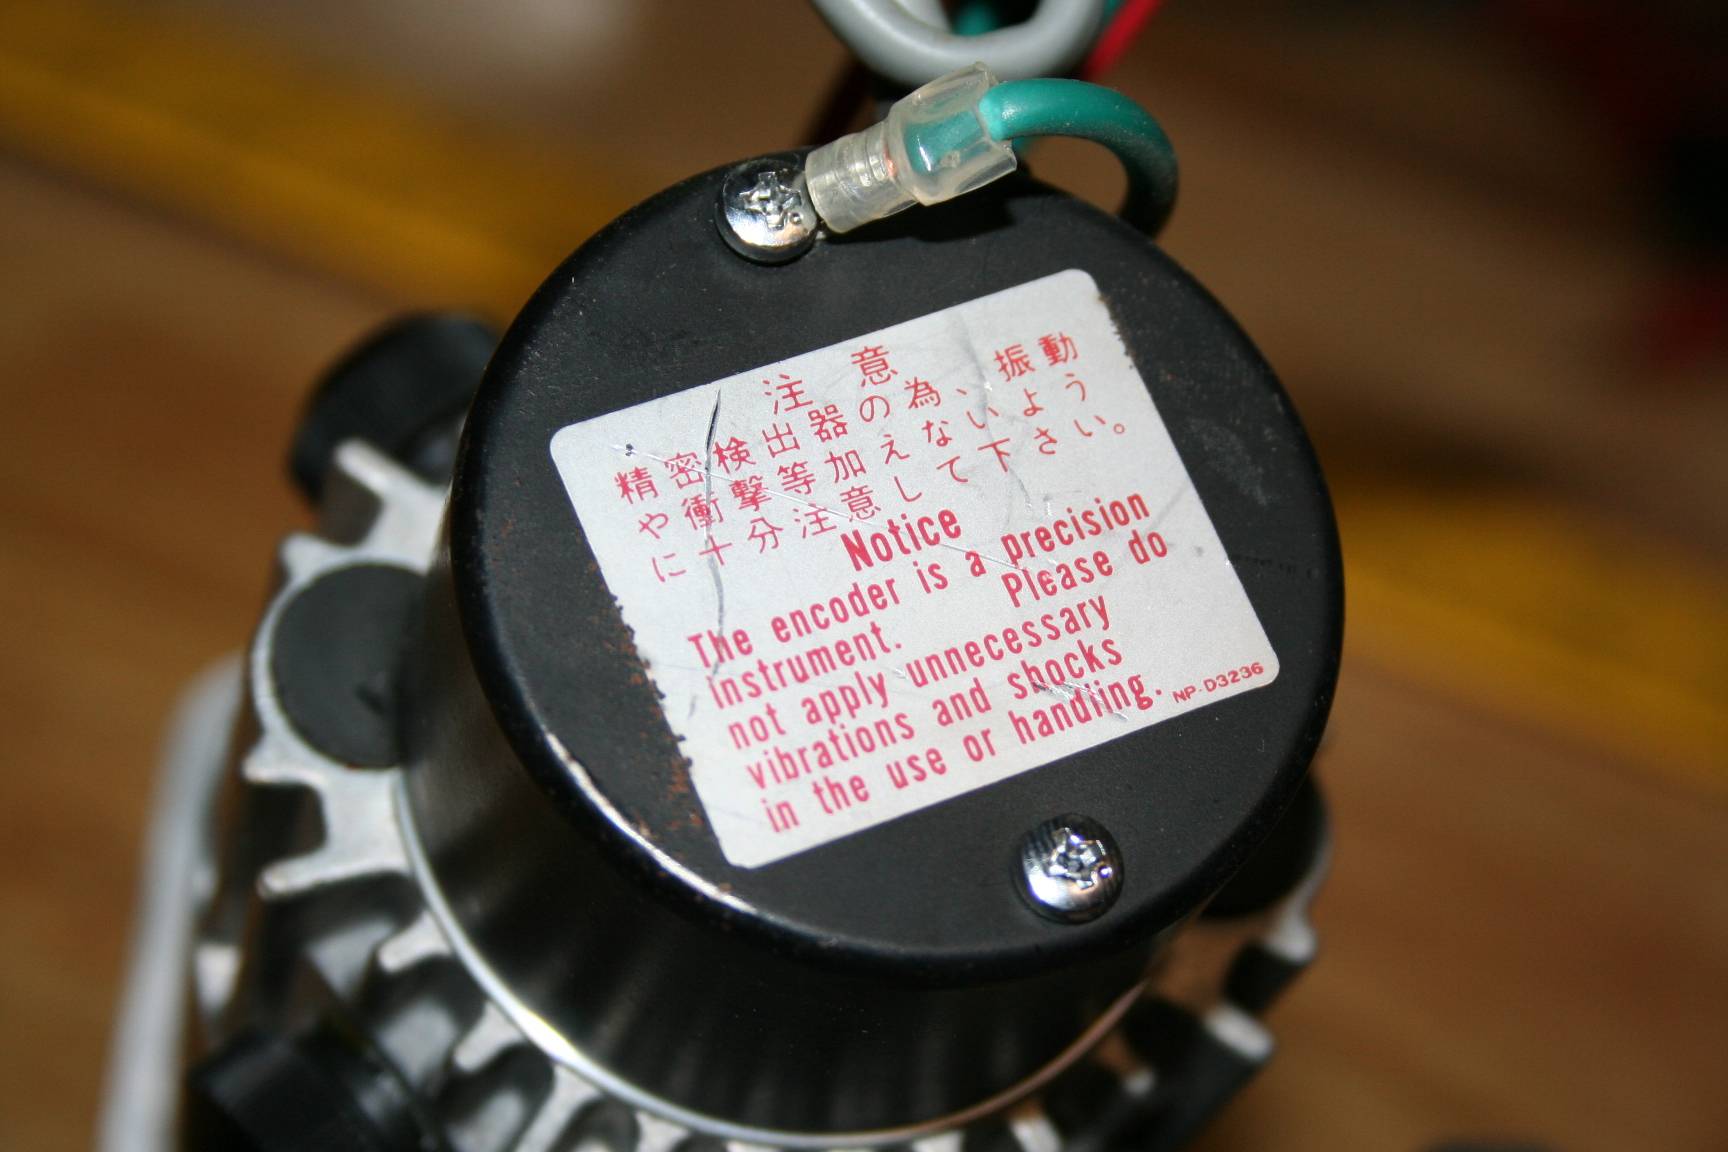 注意
精密検出器の為、振動
や衝撃等加えないよう
に十分注意して下さい。
Notice
The encoder is a precision
instrument. Please do
not apply unnecessary
vibrations and shocks
in the use or handling.
NP-D3236